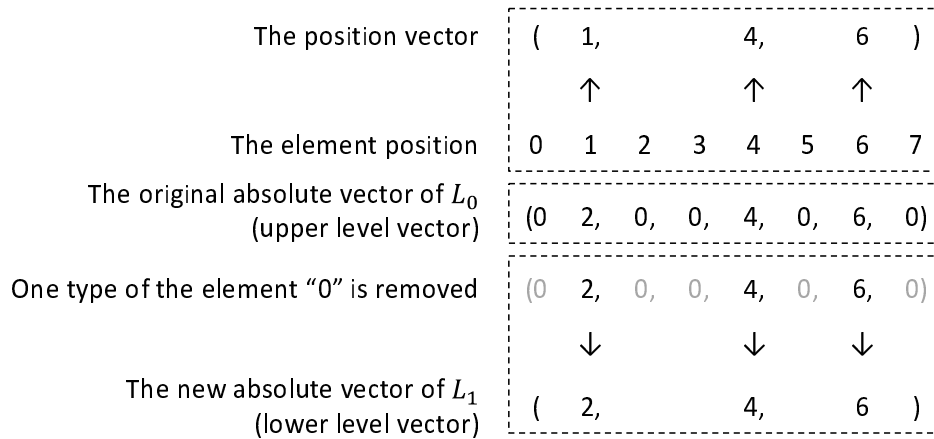 The position vector ( 1, 4, 6 )
↑ ↑ ↑
The element position 0 1 2 3 4 5 6 7
The original absolute vector of L₀
(upper level vector) (0 2, 0, 0, 4, 0, 6, 0)
One type of the element “0” is removed (0 2, 0, 0, 4, 0, 6, 0)
↓ ↓ ↓
The new absolute vector of L₁
(lower level vector) ( 2, 4, 6 )